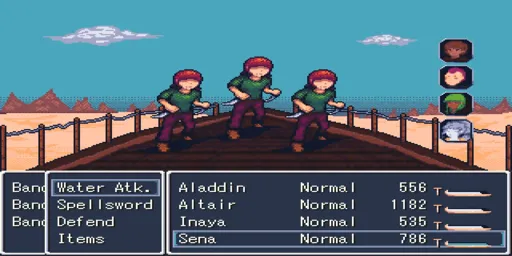 Band
Band
Band
Water Atk.
Spellsword
Defend
Items
Aladdin Normal 556 T
Altair Normal 1182 T
Inaya Normal 535 T
Sena Normal 786 T